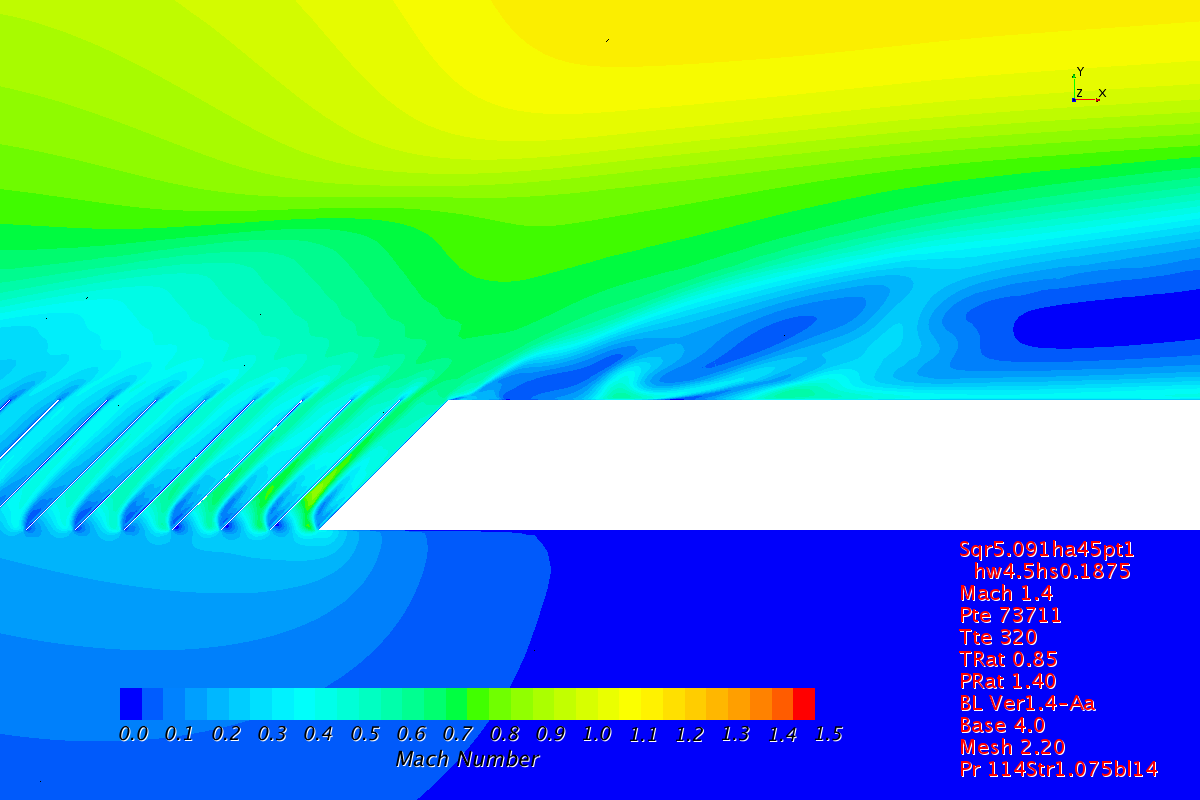 Y
Z X
Sqr5.091ha45pt1
hw4.5hs0.1875
Mach 1.4
Pte 73711
Tte 320
TRat 0.85
PRat 1.40
BL Ver1.4-Aa
Base 4.0
Mesh 2.20
Pr 114Str1.075bl14
0.0 0.1 0.2 0.3 0.4 0.5 0.6 0.7 0.8 0.9 1.0 1.1 1.2 1.3 1.4 1.5
Mach Number